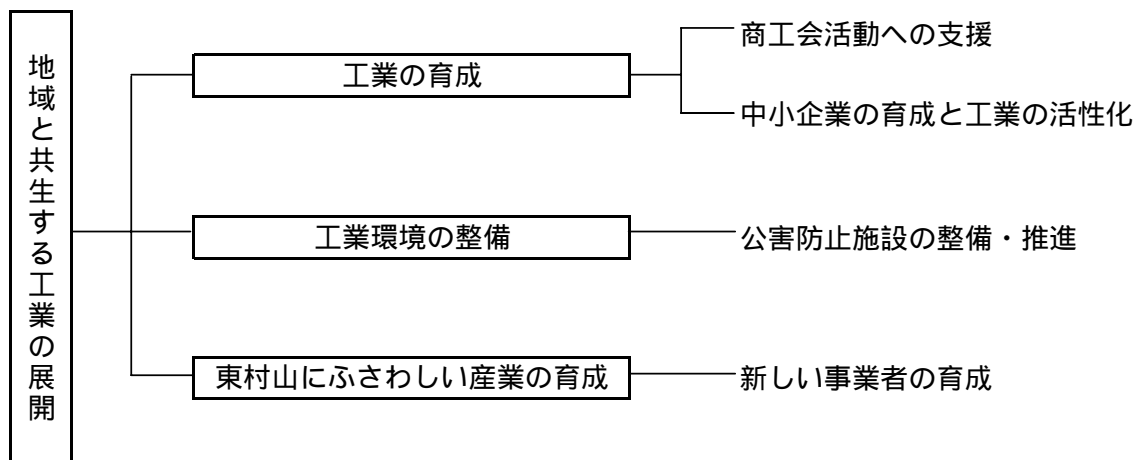 地域と共生する工業の展開
工業の育成
商工会活動への支援
中小企業の育成と工業の活性化
工業環境の整備
公害防止施設の整備・推進
東村山にふさわしい産業の育成
新しい事業者の育成